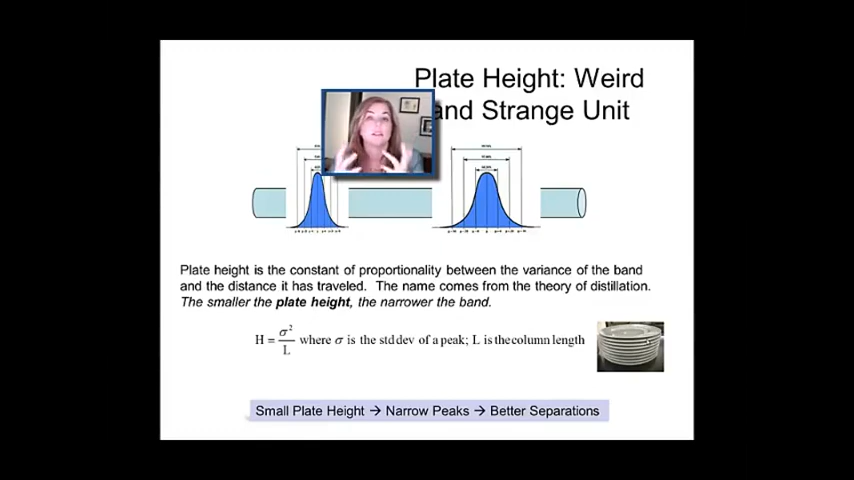 Plate Height: Weird
and Strange Unit
Plate height is the constant of proportionality between the variance of the band
and the distance it has traveled. The name comes from the theory of distillation.
The smaller the plate height, the narrower the band.
H = σ²/L where σ is the std dev of a peak; L is the column length
Small Plate Height → Narrow Peaks → Better Separations